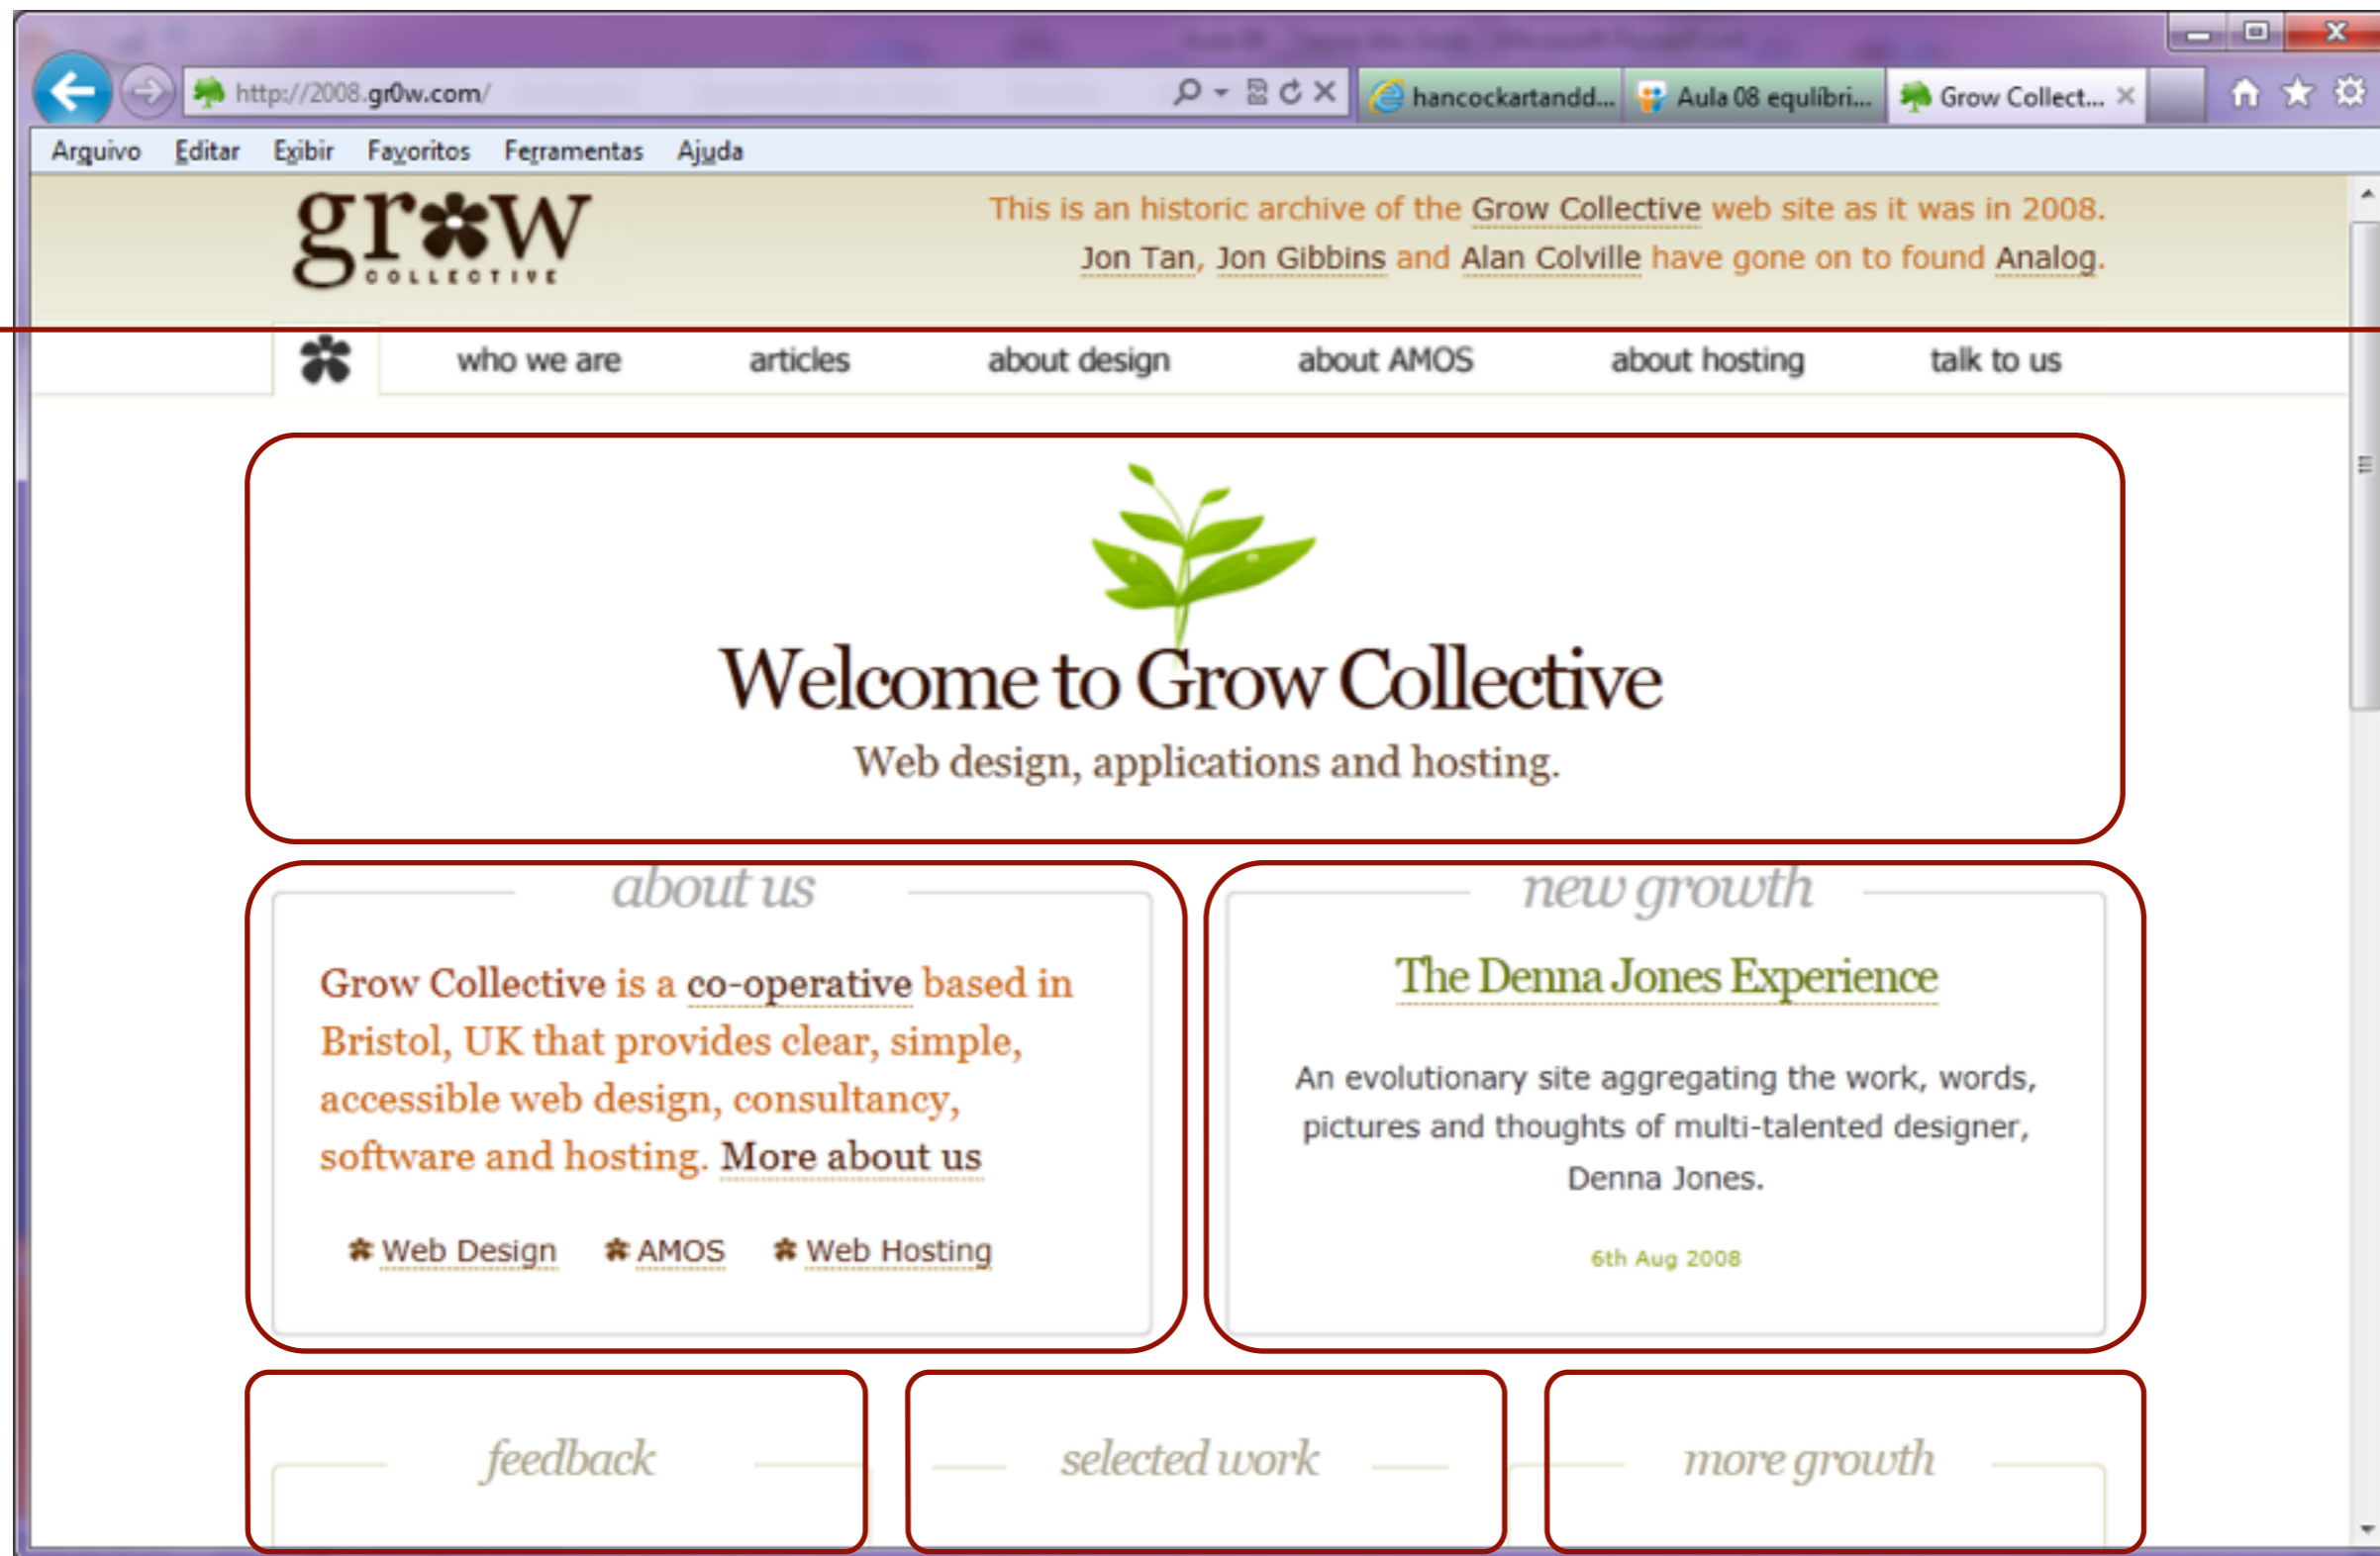 http://2008.gr0w.com/
hancockartandd...
Aula 08 equlíbri...
Grow Collect...
Arquivo Editar Exibir Favoritos Ferramentas Ajuda
grow
COLLECTIVE
This is an historic archive of the Grow Collective web site as it was in 2008.
Jon Tan, Jon Gibbins and Alan Colville have gone on to found Analog.
who we are articles about design about AMOS about hosting talk to us
Welcome to Grow Collective
Web design, applications and hosting.
about us
Grow Collective is a co-operative based in
Bristol, UK that provides clear, simple,
accessible web design, consultancy,
software and hosting. More about us
Web Design AMOS Web Hosting
new growth
The Denna Jones Experience
An evolutionary site aggregating the work, words,
pictures and thoughts of multi-talented designer,
Denna Jones.
6th Aug 2008
feedback
selected work
more growth